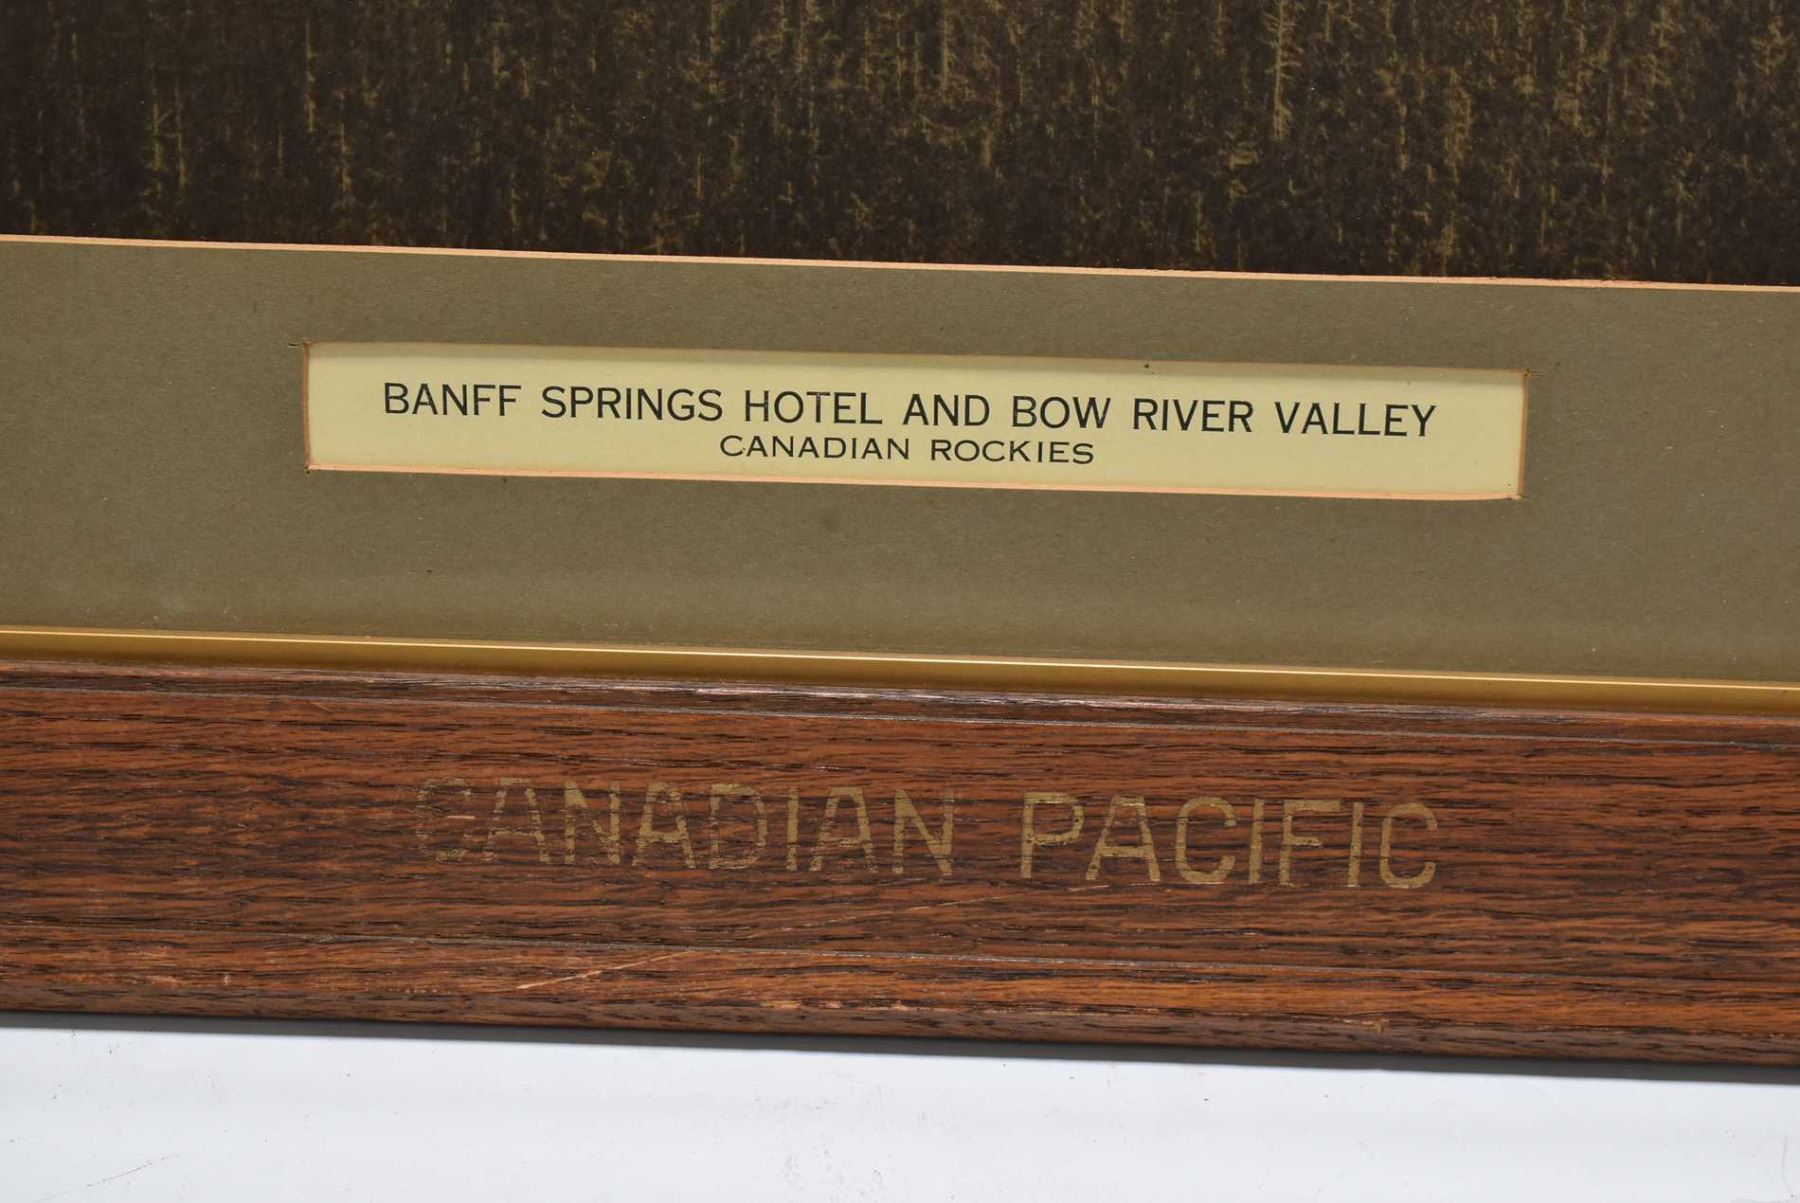 BANFF SPRINGS HOTEL AND BOW RIVER VALLEY
CANADIAN ROCKIES
CANADIAN PACIFIC